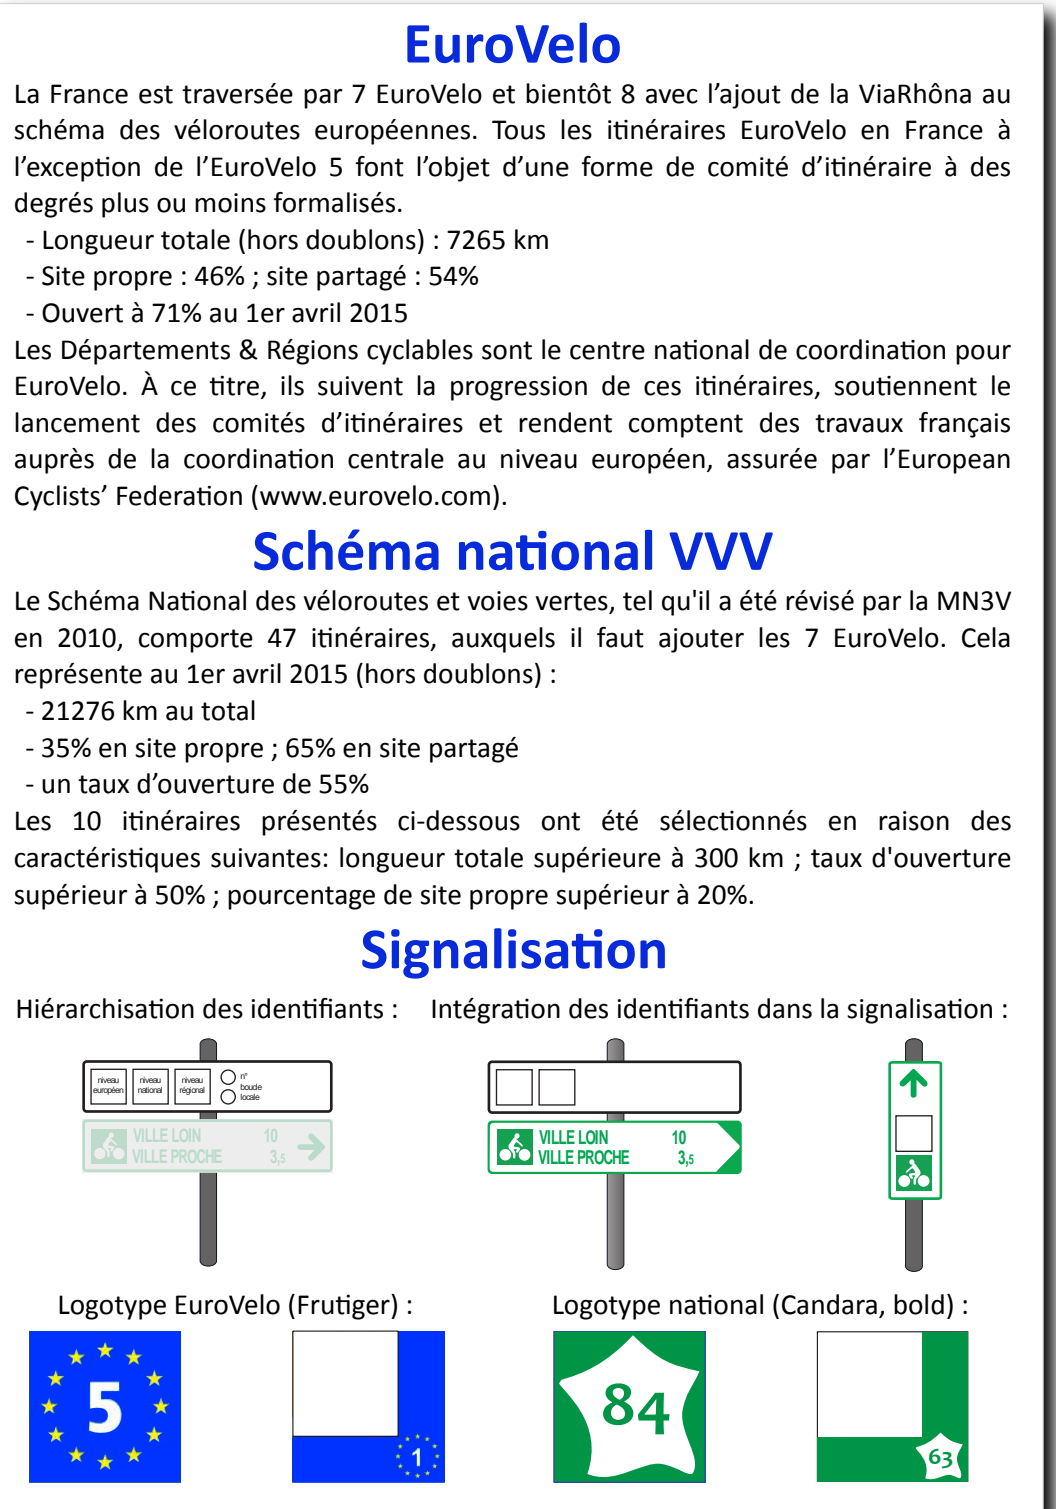 EuroVelo
La France est traversée par 7 EuroVelo et bientôt 8 avec l’ajout de la ViaRhôna au
schéma des véloroutes européennes. Tous les itinéraires EuroVelo en France à
l’exception de l’EuroVelo 5 font l’objet d’une forme de comité d’itinéraire à des
degrés plus ou moins formalisés.
- Longueur totale (hors doublons) : 7265 km
- Site propre : 46% ; site partagé : 54%
- Ouvert à 71% au 1er avril 2015
Les Départements & Régions cyclables sont le centre national de coordination pour
EuroVelo. À ce titre, ils suivent la progression de ces itinéraires, soutiennent le
lancement des comités d’itinéraires et rendent comptent des travaux français
auprès de la coordination centrale au niveau européen, assurée par l’European
Cyclists’ Federation (www.eurovelo.com).
Schéma national VVV
Le Schéma National des véloroutes et voies vertes, tel qu'il a été révisé par la MN3V
en 2010, comporte 47 itinéraires, auxquels il faut ajouter les 7 EuroVelo. Cela
représente au 1er avril 2015 (hors doublons) :
- 21276 km au total
- 35% en site propre ; 65% en site partagé
- un taux d’ouverture de 55%
Les 10 itinéraires présentés ci-dessous ont été sélectionnés en raison des
caractéristiques suivantes: longueur totale supérieure à 300 km ; taux d'ouverture
supérieur à 50% ; pourcentage de site propre supérieur à 20%.
Signalisation
Hiérarchisation des identifiants :
niveau européen
niveau national
niveau régional
n°
boucle
locale
VILLE LOIN 10
VILLE PROCHE 3,5
Intégration des identifiants dans la signalisation :
VILLE LOIN 10
VILLE PROCHE 3,5
Logotype EuroVelo (Frutiger) :
5
1
Logotype national (Candara, bold) :
84
63